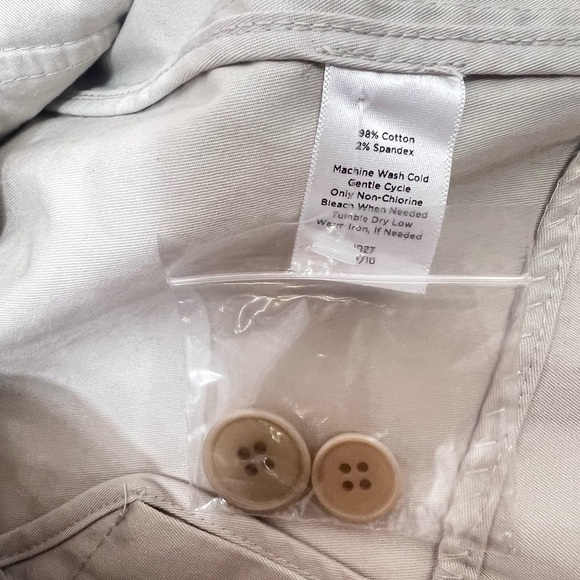 98% Cotton
2% Spandex
Machine Wash Cold
Gentle Cycle
Only Non-Chlorine
Bleach When Needed
Tumble Dry Low
Warm Iron, If Needed